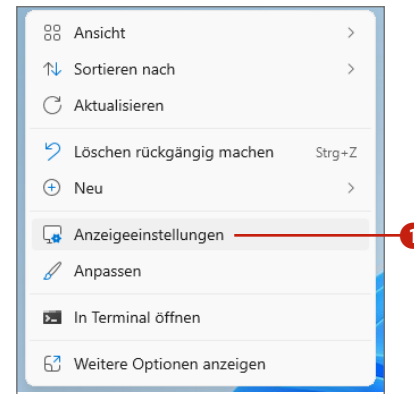 Ansicht
Sortieren nach
Aktualisieren
Löschen rückgängig machen Strg+Z
Neu
Anzeigeeinstellungen 1
Anpassen
In Terminal öffnen
Weitere Optionen anzeigen